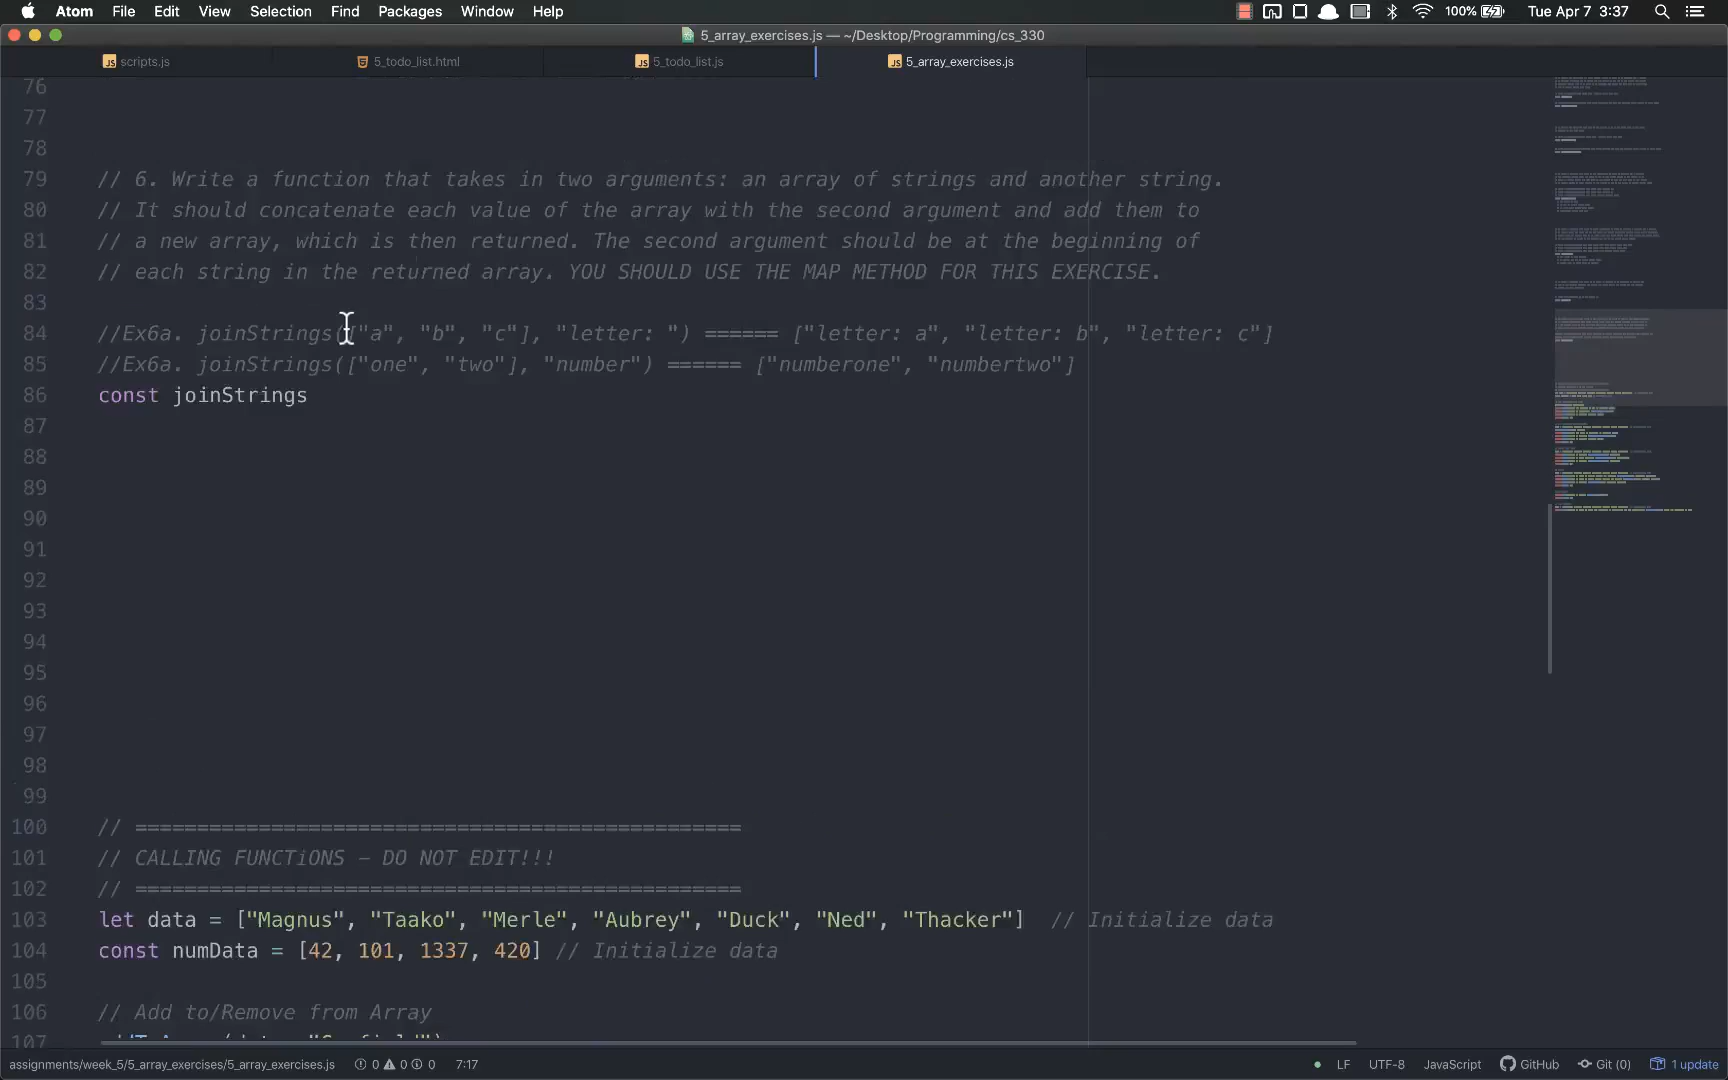 Atom File Edit View Selection Find Packages Window Help 100% Tue Apr 7 3:37
5_array_exercises.js — ~/Desktop/Programming/cs_330
scripts.js 5_todo_list.html 5_todo_list.js 5_array_exercises.js
76
77
78
79 // 6. Write a function that takes in two arguments: an array of strings and another string.
80 // It should concatenate each value of the array with the second argument and add them to
81 // a new array, which is then returned. The second argument should be at the beginning of
82 // each string in the returned array. YOU SHOULD USE THE MAP METHOD FOR THIS EXERCISE.
83
84 //Ex6a. joinStrings(["a", "b", "c"], "letter: ") ====== ["letter: a", "letter: b", "letter: c"]
85 //Ex6a. joinStrings(["one", "two"], "number") ====== ["numberone", "numbertwo"]
86 const joinStrings
87
88
89
90
91
92
93
94
95
96
97
98
99
100 // =================================================
101 // CALLING FUNCTiONS - DO NOT EDIT!!!
102 // =================================================
103 let data = ["Magnus", "Taako", "Merle", "Aubrey", "Duck", "Ned", "Thacker"] // Initialize data
104 const numData = [42, 101, 1337, 420] // Initialize data
105
106 // Add to/Remove from Array
107
assignments/week_5/5_array_exercises/5_array_exercises.js 0 0 0 7:17 LF UTF-8 JavaScript GitHub Git (0) 1 update